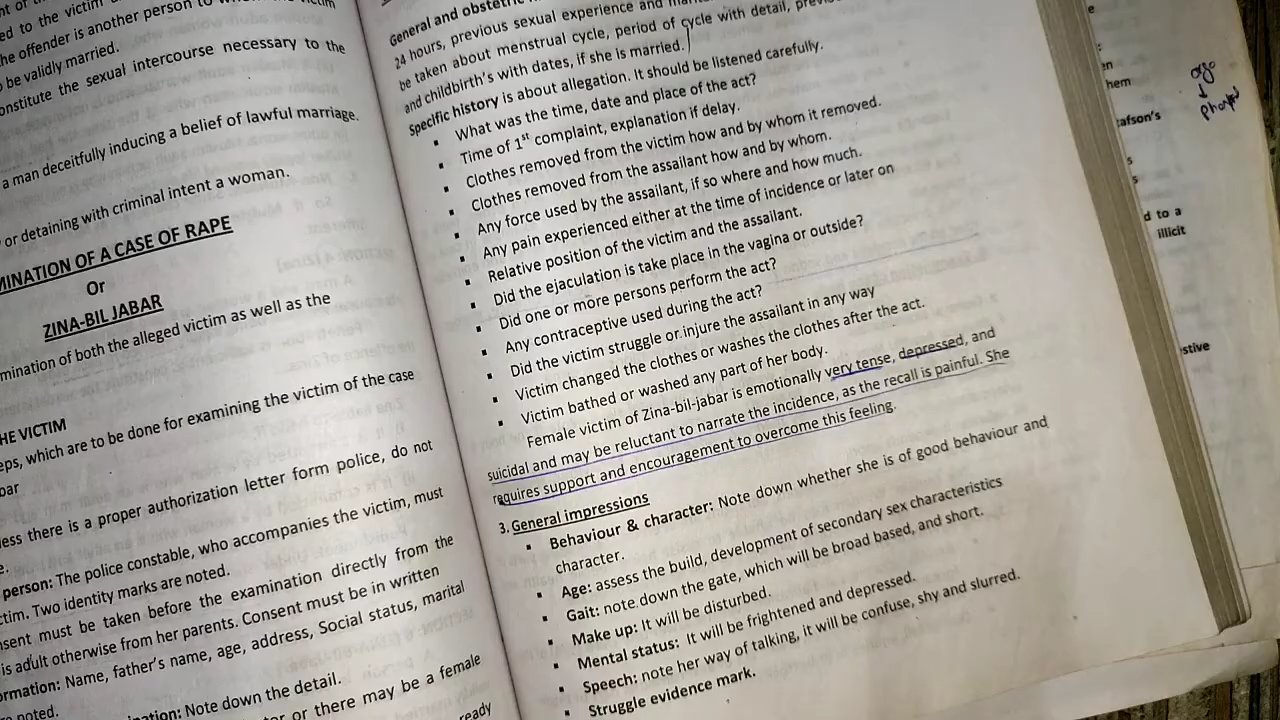 ed to the victim
he offender is another person to
be validly married.
onstitute the sexual intercourse necessary to the
a man deceitfully inducing a belief of lawful marriage.
or detaining with criminal intent a woman.
MINATION OF A CASE OF RAPE
Or
ZINA-BIL JABAR
mination of both the alleged victim as well as the
HE VICTIM
eps, which are to be done for examining the victim of the case
bar
less there is a proper authorization letter form police, do not
e.
person: The police constable, who accompanies the victim, must
ctim. Two identity marks are noted.
nsent must be taken before the examination directly from the
is adult otherwise from her parents. Consent must be in written
ormation: Name, father's name, age, address, Social status, marital
e noted.
ination: Note down the detail.
or there may be a female
ready
General and obstetric
24 hours, previous sexual experience and
be taken about menstrual cycle, period of cycle with detail,
and childbirth's with dates, if she is married.
Specific history is about allegation. It should be listened carefully.
▪ What was the time, date and place of the act?
▪ Time of 1st complaint, explanation if delay.
▪ Clothes removed from the victim how and by whom it removed.
▪ Clothes removed from the assailant how and by whom.
▪ Any force used by the assailant, if so where and how much.
▪ Any pain experienced either at the time of incidence or later on
▪ Relative position of the victim and the assailant.
▪ Did the ejaculation is take place in the vagina or outside?
▪ Did one or more persons perform the act?
▪ Any contraceptive used during the act?
▪ Did the victim struggle or injure the assailant in any way
▪ Victim changed the clothes or washes the clothes after the act.
▪ Victim bathed or washed any part of her body.
Female victim of Zina-bil-jabar is emotionally very tense, depressed, and
suicidal and may be reluctant to narrate the incidence, as the recall is painful. She
requires support and encouragement to overcome this feeling.
3. General impressions
▪ Behaviour & character: Note down whether she is of good behaviour and
character.
▪ Age: assess the build, development of secondary sex characteristics
▪ Gait: note down the gate, which will be broad based, and short.
▪ Make up: It will be disturbed.
▪ Mental status: It will be frightened and depressed.
▪ Speech: note her way of talking, it will be confuse, shy and slurred.
▪ Struggle evidence mark.
e
en
hem
tafson's
s
s
d to a
illicit
stive